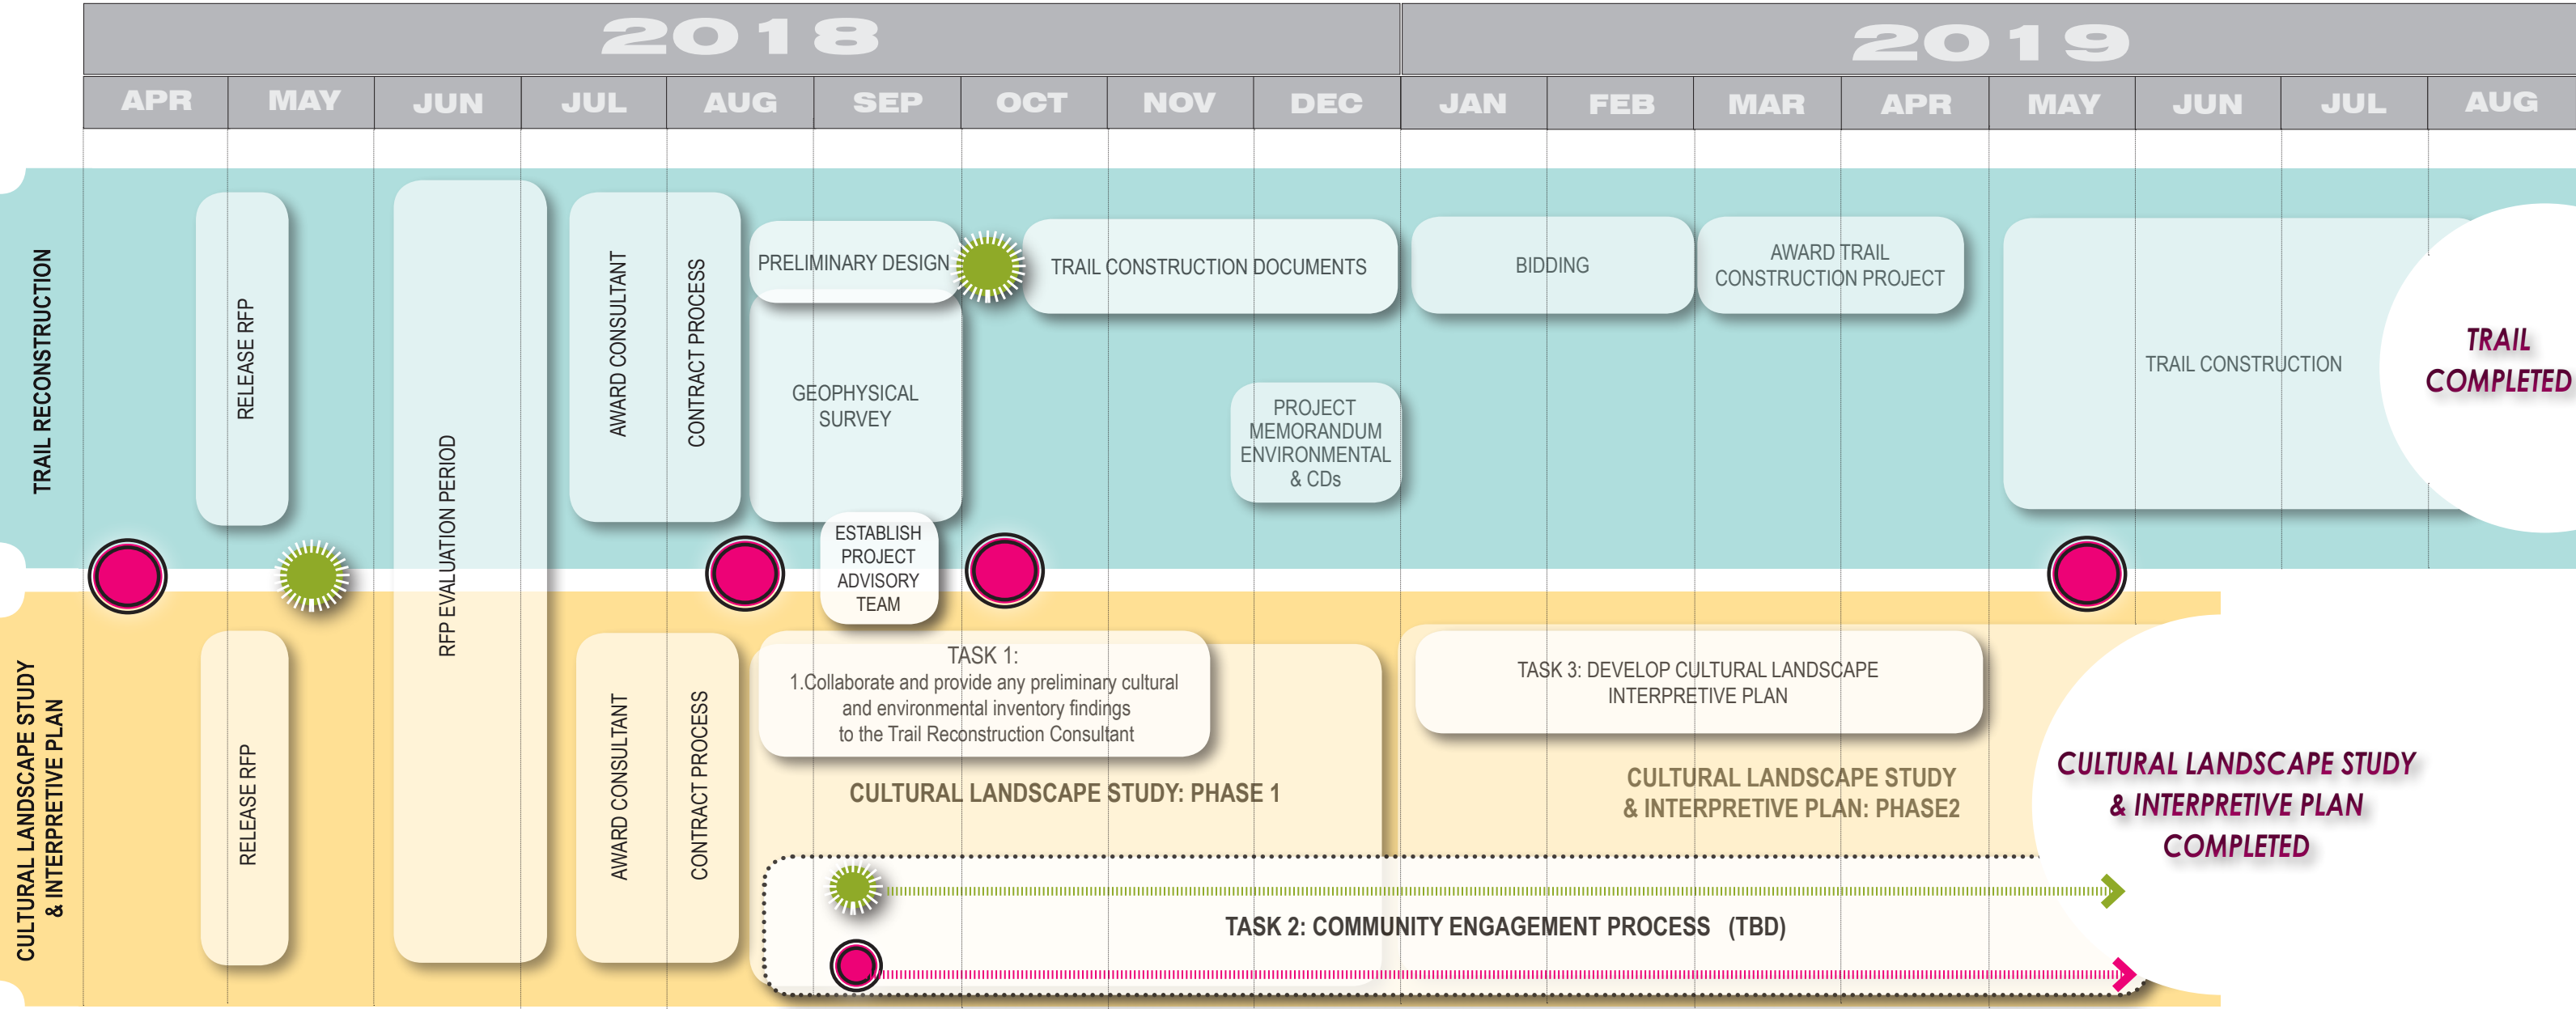 2018
2019
APR MAY JUN JUL AUG SEP OCT NOV DEC JAN FEB MAR APR MAY JUN JUL AUG
TRAIL RECONSTRUCTION
RELEASE RFP
RFP EVALUATION PERIOD
AWARD CONSULTANT
CONTRACT PROCESS
PRELIMINARY DESIGN
GEOPHYSICAL
SURVEY
ESTABLISH
PROJECT
ADVISORY
TEAM
TRAIL CONSTRUCTION DOCUMENTS
PROJECT
MEMORANDUM
ENVIRONMENTAL
& CDs
BIDDING
AWARD TRAIL
CONSTRUCTION PROJECT
TRAIL CONSTRUCTION
TRAIL
COMPLETED
CULTURAL LANDSCAPE STUDY
& INTERPRETIVE PLAN
RELEASE RFP
AWARD CONSULTANT
CONTRACT PROCESS
TASK 1:
1.Collaborate and provide any preliminary cultural
and environmental inventory findings
to the Trail Reconstruction Consultant
CULTURAL LANDSCAPE STUDY: PHASE 1
TASK 3: DEVELOP CULTURAL LANDSCAPE
INTERPRETIVE PLAN
CULTURAL LANDSCAPE STUDY
& INTERPRETIVE PLAN: PHASE2
TASK 2: COMMUNITY ENGAGEMENT PROCESS (TBD)
CULTURAL LANDSCAPE STUDY
& INTERPRETIVE PLAN
COMPLETED